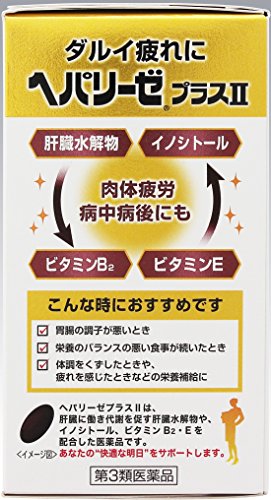 ダルイ疲れに
ヘパリーゼ®プラスⅡ
肝臓水解物
イノシトール
肉体疲労
病中病後にも
ビタミンB₂
ビタミンE
こんな時におすすめです
胃腸の調子が悪いとき
栄養のバランスの悪い食事が続いたとき
体調をくずしたときや、
疲れを感じたときなどの栄養補給に
ヘパリーゼプラスⅡは、
肝臓に働き代謝を促す肝臓水解物や、
イノシトール、ビタミンB₂・Eを
配合した医薬品です。
あなたの“快適な明日”をサポートします。
<イメージ図>
第3類医薬品